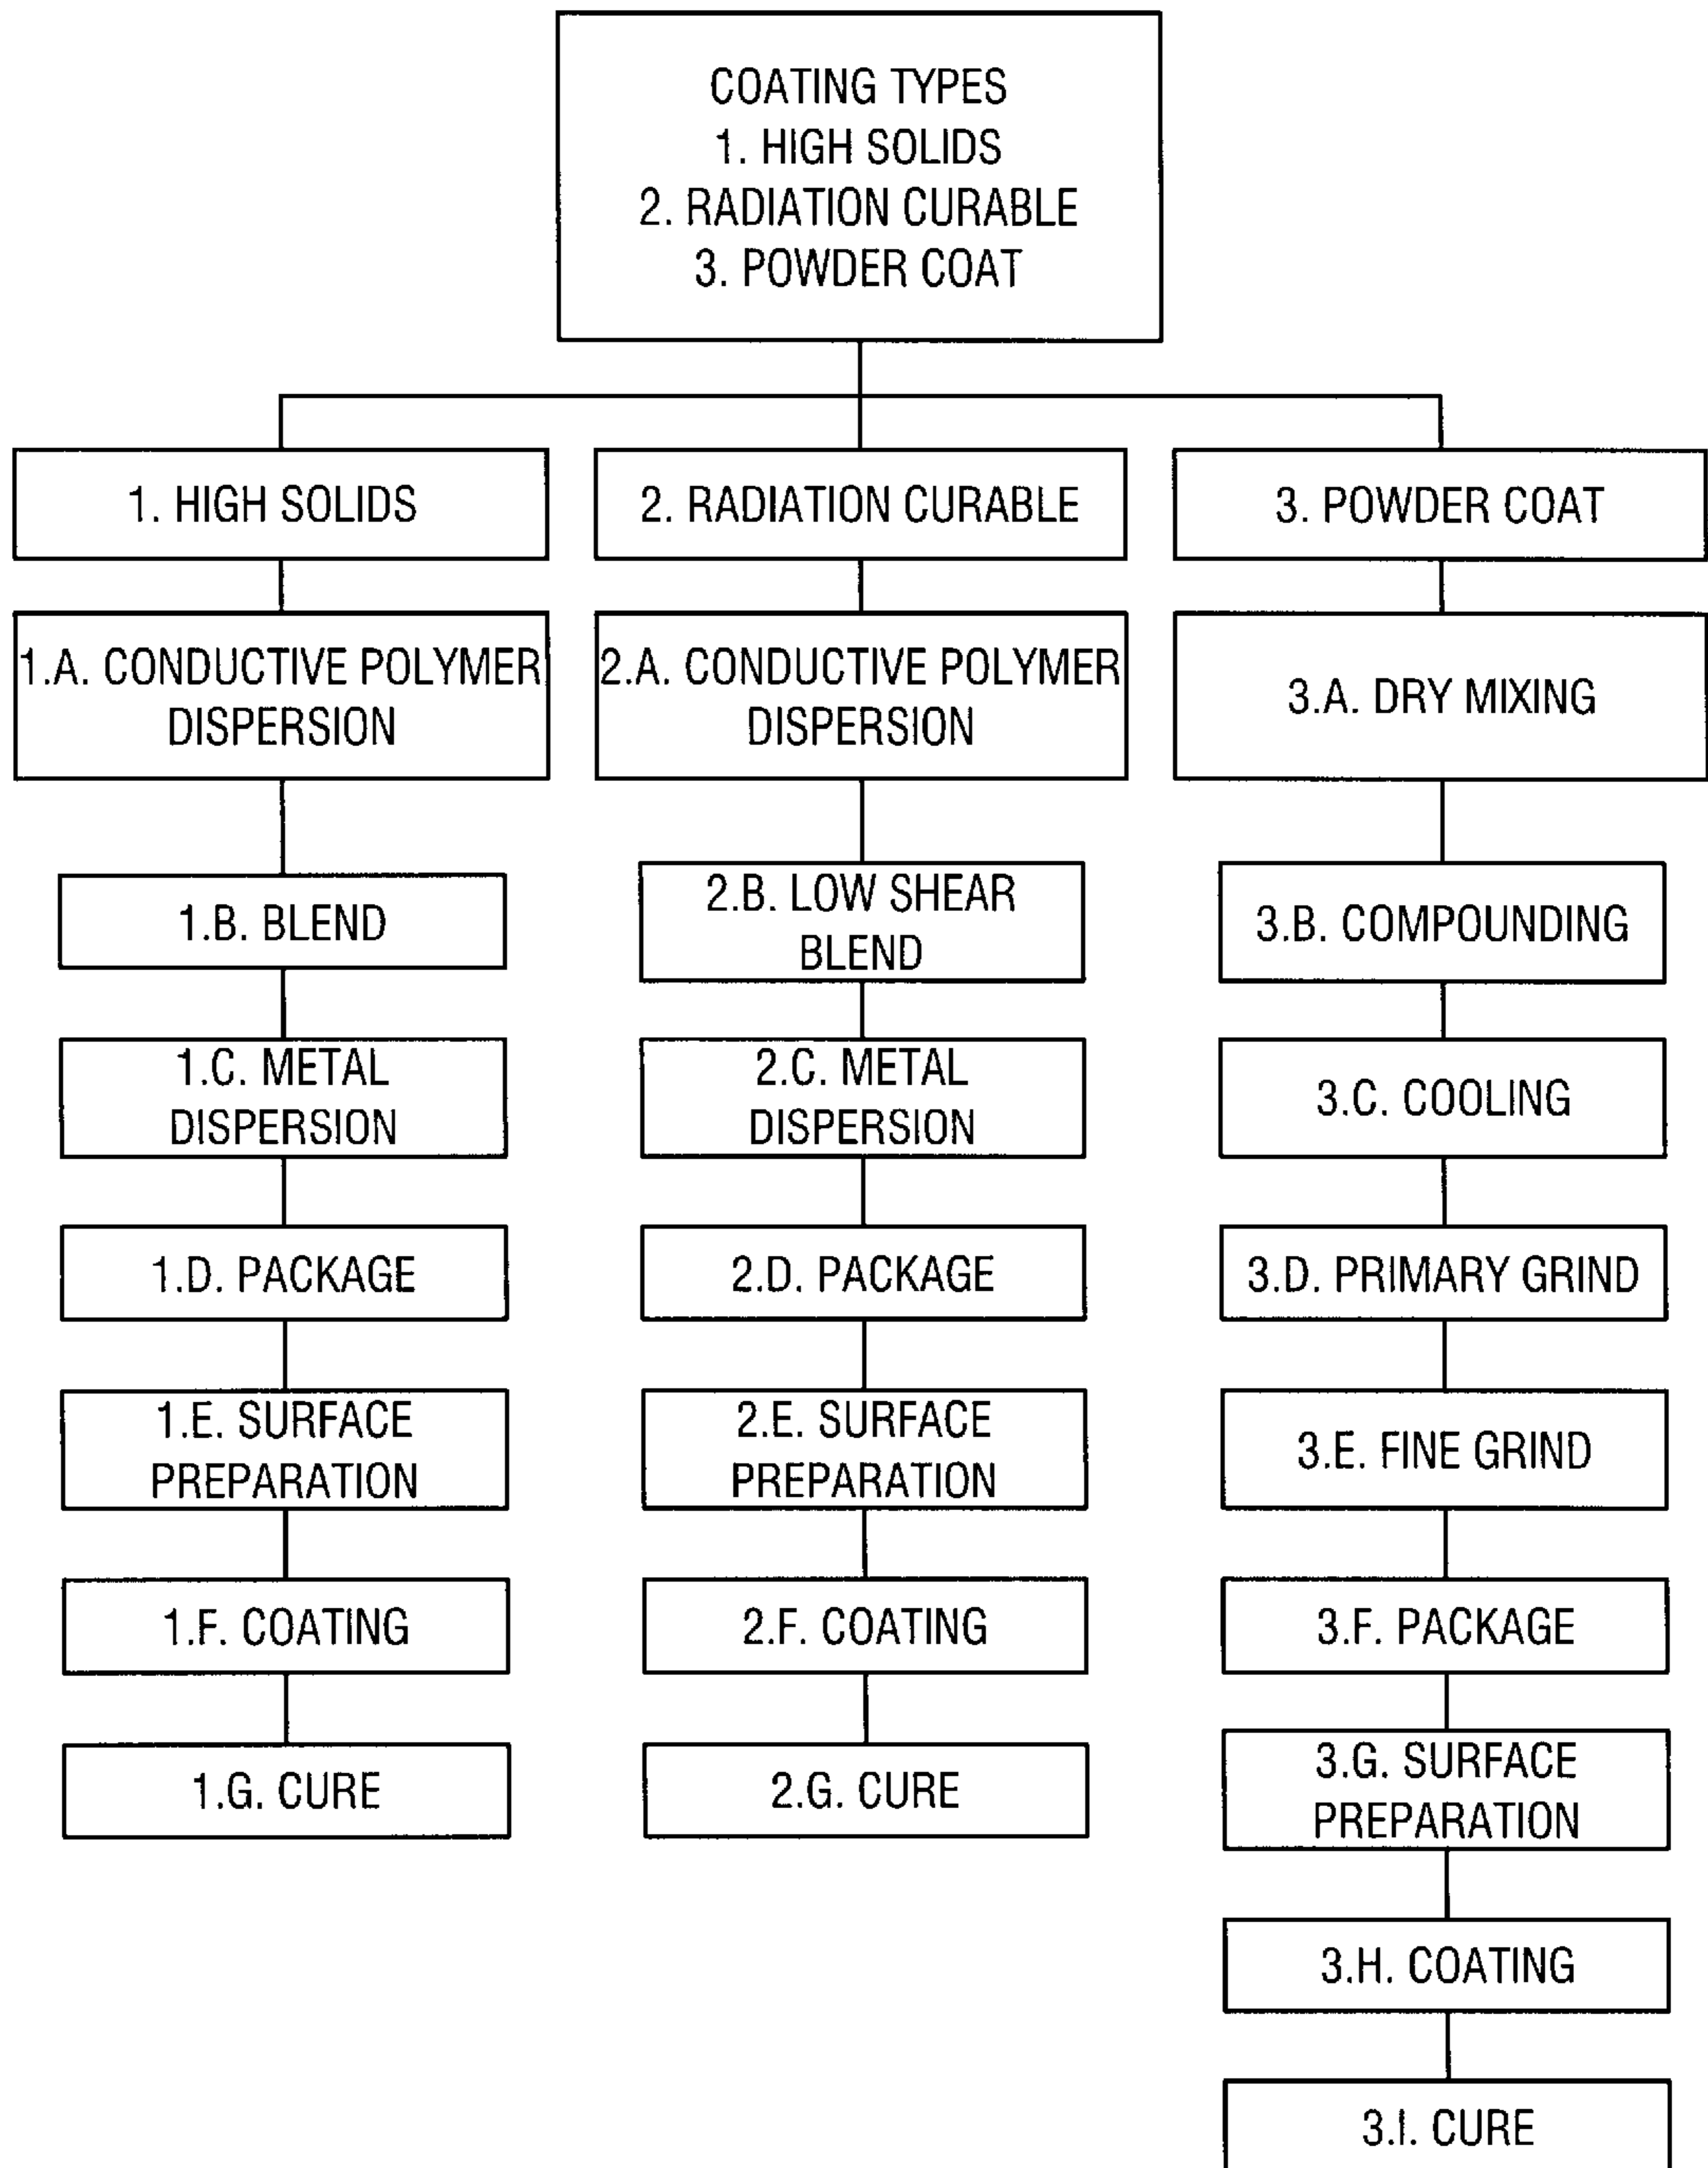 COATING TYPES
1. HIGH SOLIDS
2. RADIATION CURABLE
3. POWDER COAT
1. HIGH SOLIDS
2. RADIATION CURABLE
3. POWDER COAT
1.A. CONDUCTIVE POLYMER
DISPERSION
2.A. CONDUCTIVE POLYMER
DISPERSION
3.A. DRY MIXING
1.B. BLEND
2.B. LOW SHEAR
BLEND
3.B. COMPOUNDING
1.C. METAL
DISPERSION
2.C. METAL
DISPERSION
3.C. COOLING
1.D. PACKAGE
2.D. PACKAGE
3.D. PRIMARY GRIND
1.E. SURFACE
PREPARATION
2.E. SURFACE
PREPARATION
3.E. FINE GRIND
1.F. COATING
2.F. COATING
3.F. PACKAGE
1.G. CURE
2.G. CURE
3.G. SURFACE
PREPARATION
3.H. COATING
3.I. CURE